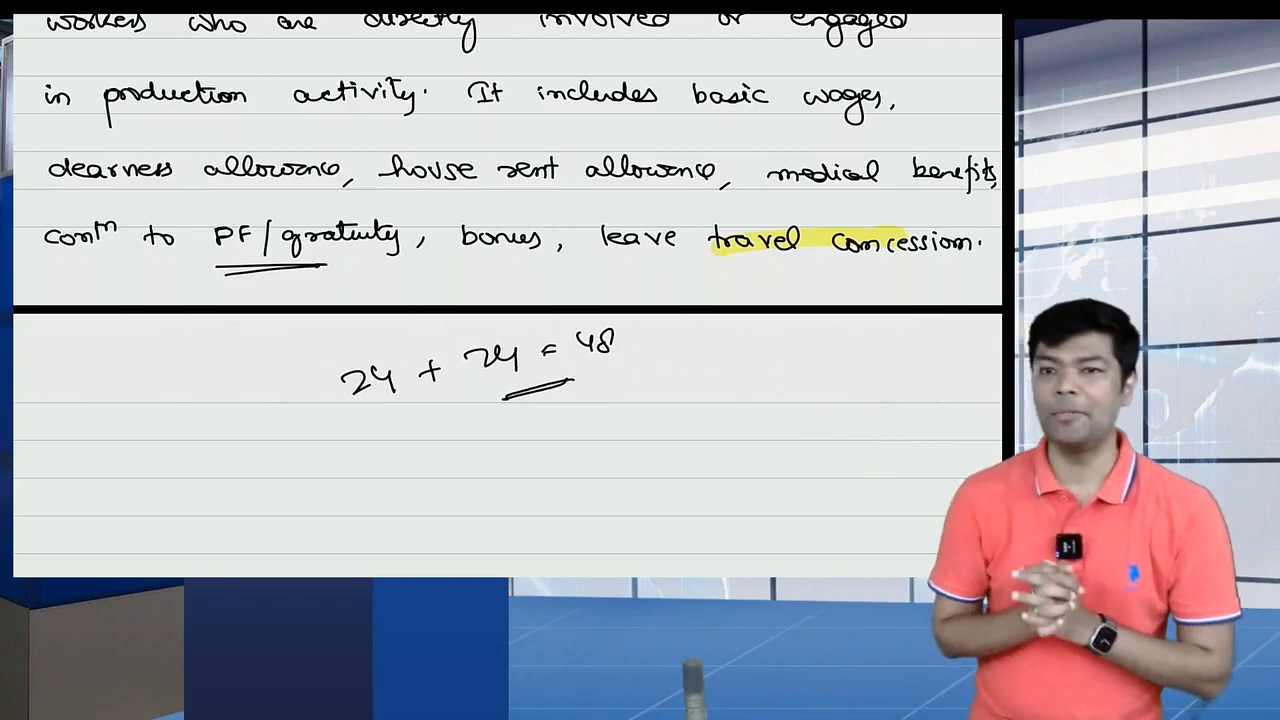 workers who are directly involved or engaged
in production activity. It includes basic wages,
dearness allowance, house rent allowance, medical benefits,
contn to PF/gratuity, bonus, leave travel concession.
24 + 24 = 48